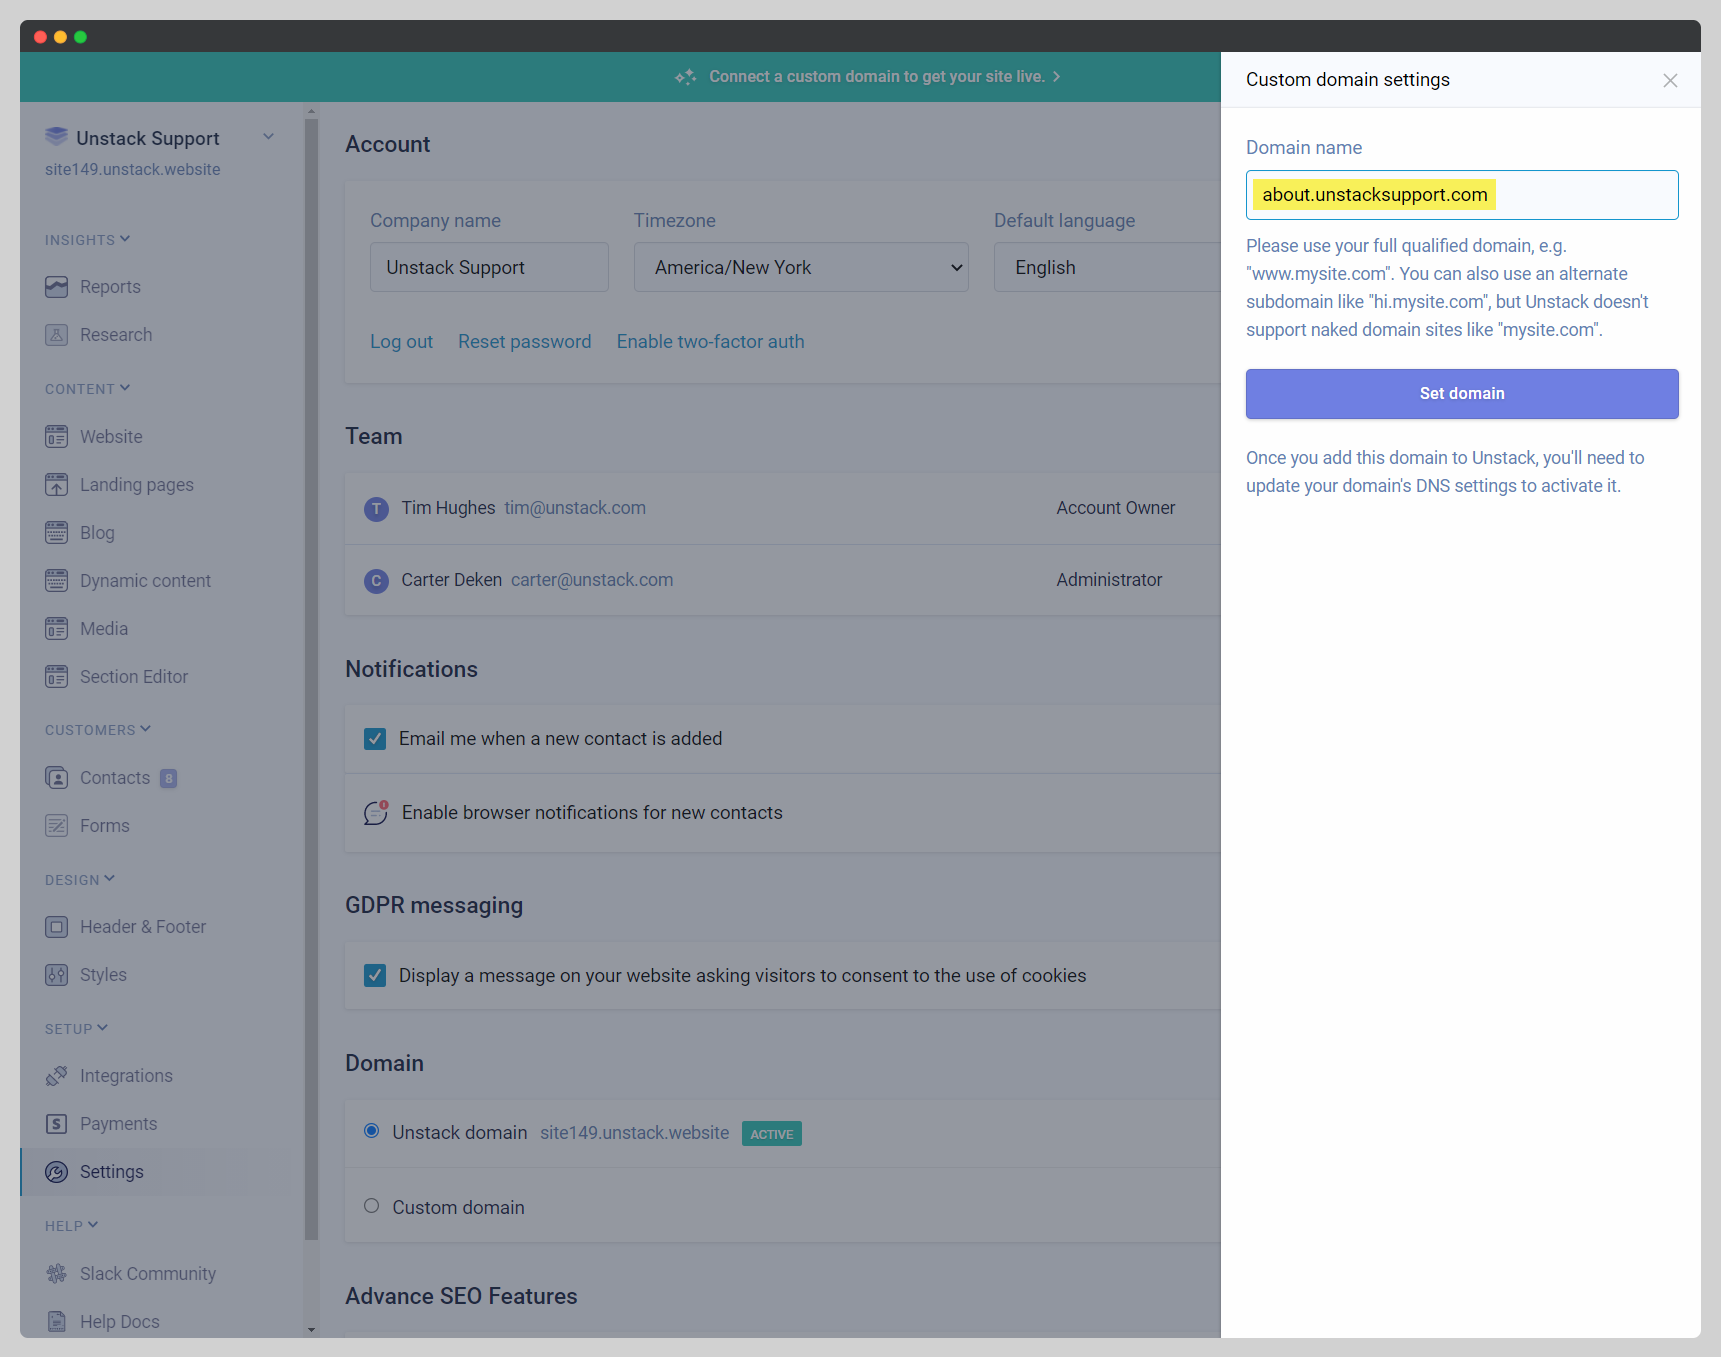 Connect a custom domain to get your site live.
Unstack Support
site149.unstack.website
INSIGHTS
Reports
Research
CONTENT
Website
Landing pages
Blog
Dynamic content
Media
Section Editor
CUSTOMERS
Contacts 8
Forms
DESIGN
Header & Footer
Styles
SETUP
Integrations
Payments
Settings
HELP
Slack Community
Help Docs
Account
Company name Timezone Default language
Unstack Support America/New York English
Log out Reset password Enable two-factor auth
Team
T Tim Hughes tim@unstack.com Account Owner
C Carter Deken carter@unstack.com Administrator
Notifications
Email me when a new contact is added
Enable browser notifications for new contacts
GDPR messaging
Display a message on your website asking visitors to consent to the use of cookies
Domain
Unstack domain site149.unstack.website ACTIVE
Custom domain
Advance SEO Features
Custom domain settings
Domain name
about.unstacksupport.com
Please use your full qualified domain, e.g.
"www.mysite.com". You can also use an alternate
subdomain like "hi.mysite.com", but Unstack doesn't
support naked domain sites like "mysite.com".
Set domain
Once you add this domain to Unstack, you'll need to
update your domain's DNS settings to activate it.